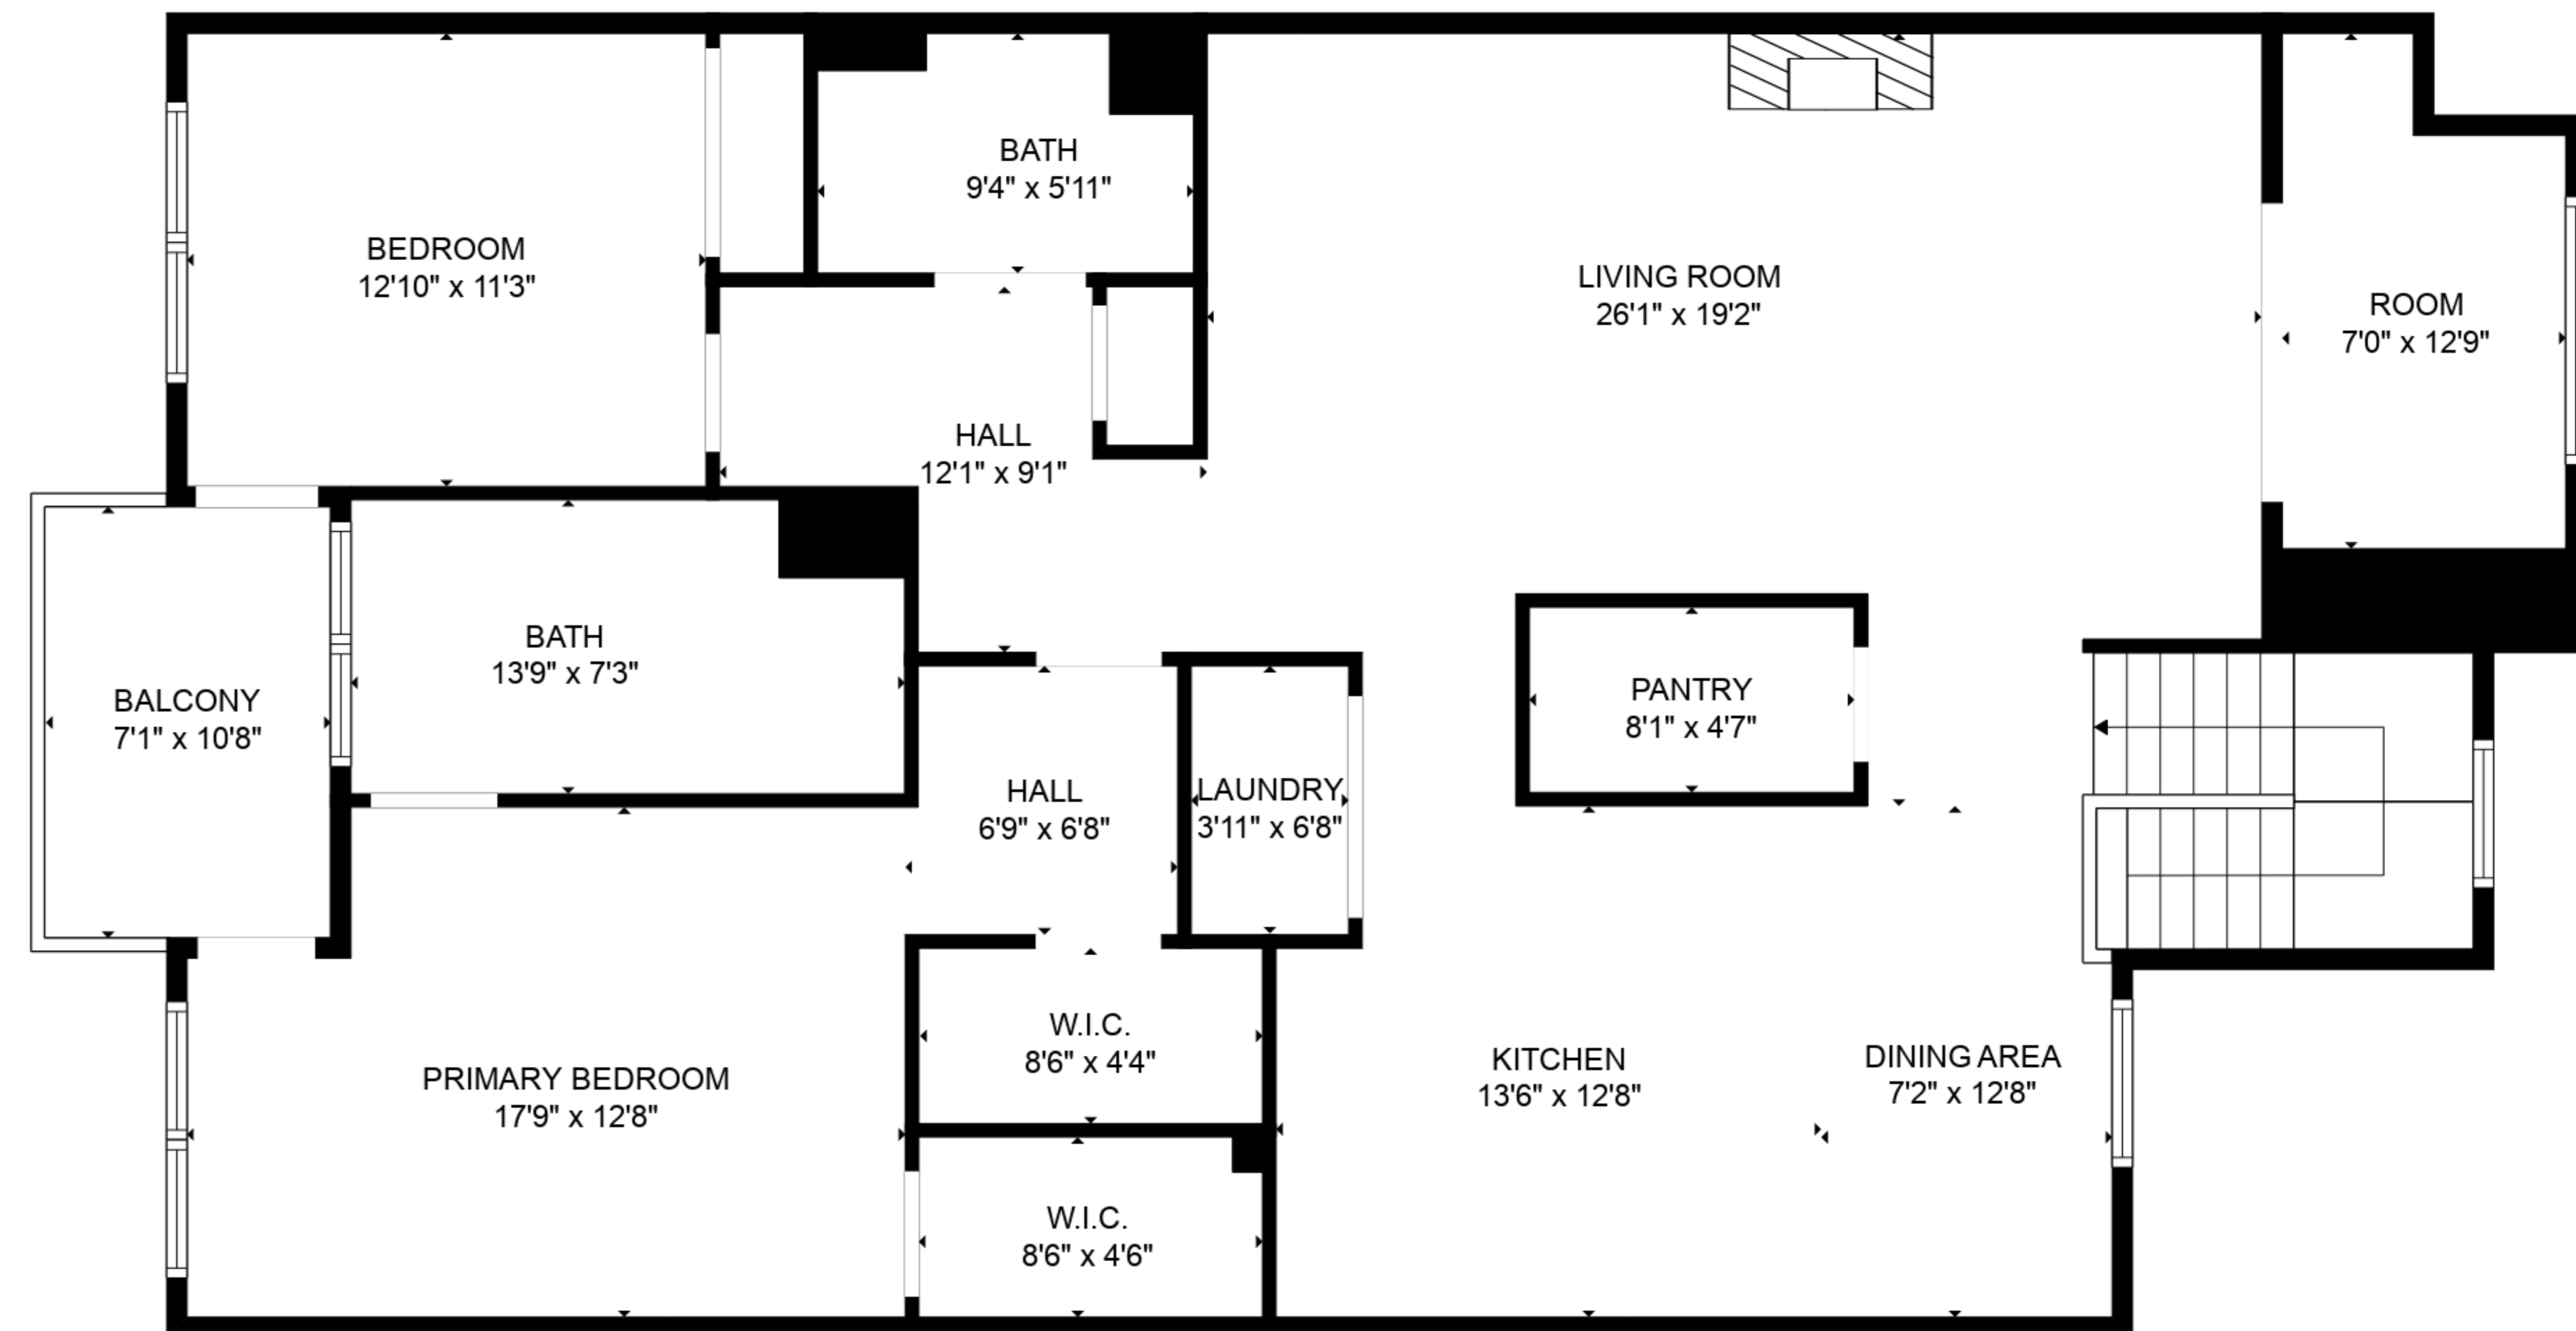 BATH
9'4" x 5'11"
BEDROOM
12'10" x 11'3"
LIVING ROOM
26'1" x 19'2"
ROOM
7'0" x 12'9"
HALL
12'1" x 9'1"
BATH
13'9" x 7'3"
BALCONY
7'1" x 10'8"
PANTRY
8'1" x 4'7"
HALL
6'9" x 6'8"
LAUNDRY
3'11" x 6'8"
W.I.C.
8'6" x 4'4"
PRIMARY BEDROOM
17'9" x 12'8"
KITCHEN
13'6" x 12'8"
DINING AREA
7'2" x 12'8"
W.I.C.
8'6" x 4'6"